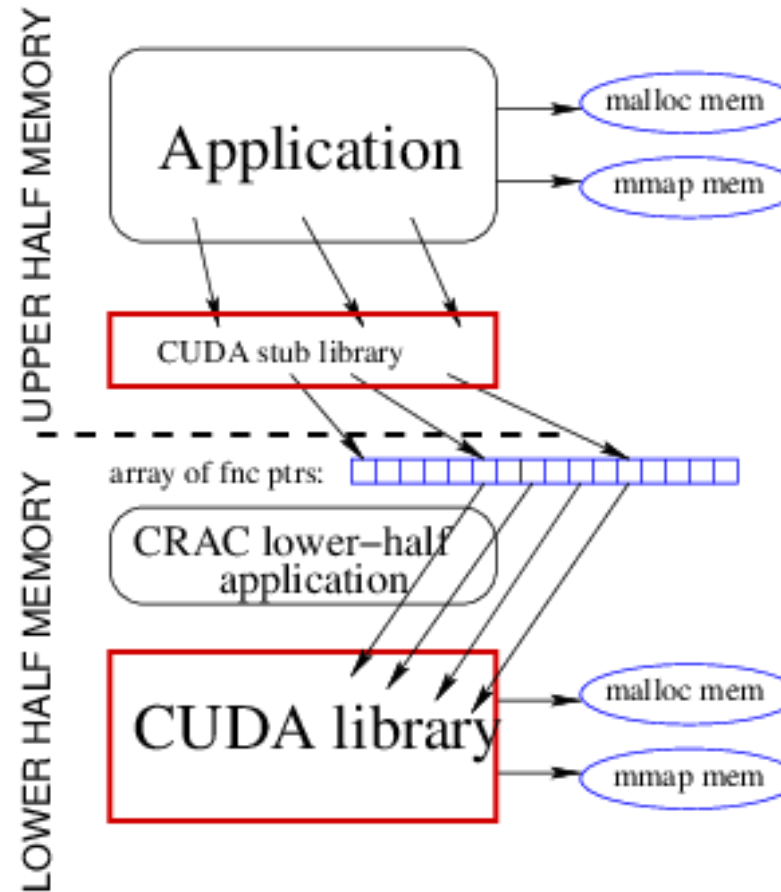 UPPER HALF MEMORY
Application
malloc mem
mmap mem
CUDA stub library
array of fnc ptrs:
LOWER HALF MEMORY
CRAC lower−half
application
CUDA library
malloc mem
mmap mem